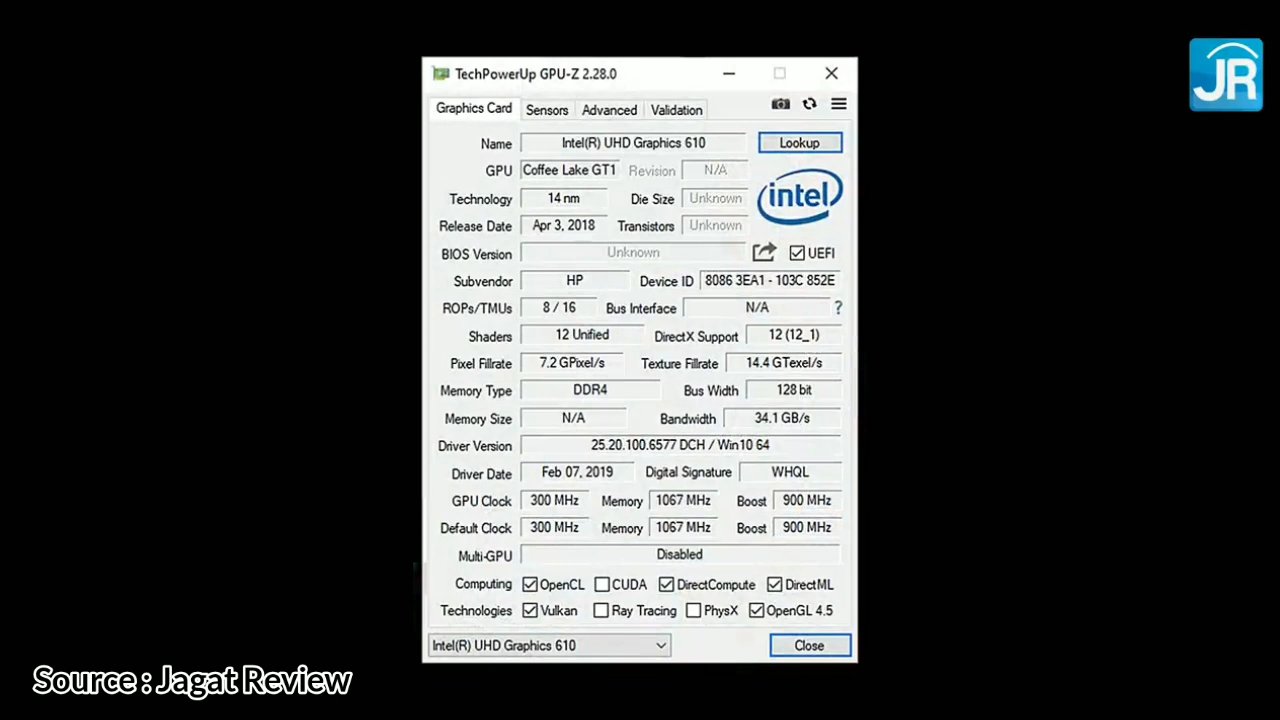 JR
TechPowerUp GPU-Z 2.28.0
Graphics Card Sensors Advanced Validation
Name Intel(R) UHD Graphics 610 Lookup
GPU Coffee Lake GT1 Revision N/A
intel
Technology 14 nm Die Size Unknown
Release Date Apr 3, 2018 Transistors Unknown
BIOS Version Unknown UEFI
Subvendor HP Device ID 8086 3EA1 - 103C 852E
ROPs/TMUs 8 / 16 Bus Interface N/A ?
Shaders 12 Unified DirectX Support 12 (12_1)
Pixel Fillrate 7.2 GPixel/s Texture Fillrate 14.4 GTexel/s
Memory Type DDR4 Bus Width 128 bit
Memory Size N/A Bandwidth 34.1 GB/s
Driver Version 25.20.100.6577 DCH / Win10 64
Driver Date Feb 07, 2019 Digital Signature WHQL
GPU Clock 300 MHz Memory 1067 MHz Boost 900 MHz
Default Clock 300 MHz Memory 1067 MHz Boost 900 MHz
Multi-GPU Disabled
Computing OpenCL CUDA DirectCompute DirectML
Technologies Vulkan Ray Tracing PhysX OpenGL 4.5
Intel(R) UHD Graphics 610 Close
Source : Jagat Review